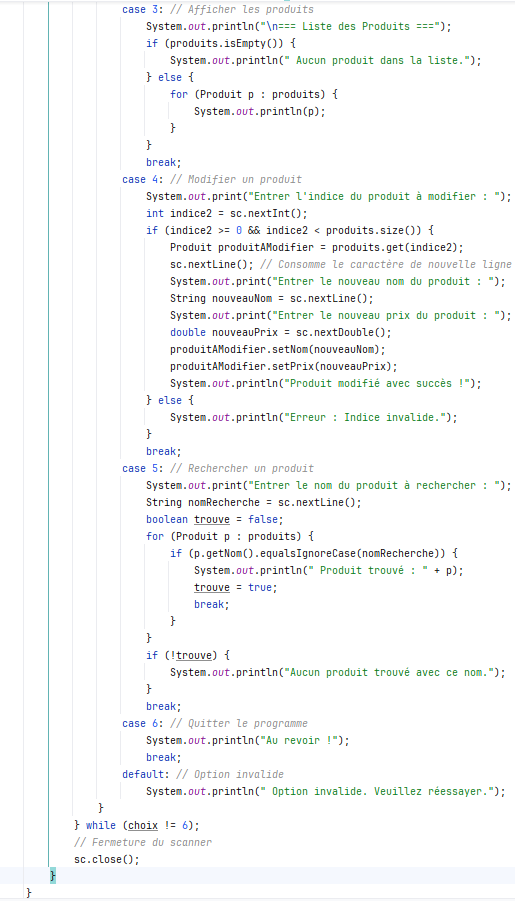 case 3: // Afficher les produits
System.out.println("\n=== Liste des Produits ===");
if (produits.isEmpty()) {
System.out.println(" Aucun produit dans la liste.");
} else {
for (Produit p : produits) {
System.out.println(p);
}
}
break;
case 4: // Modifier un produit
System.out.print("Entrer l'indice du produit à modifier : ");
int indice2 = sc.nextInt();
if (indice2 >= 0 && indice2 < produits.size()) {
Produit produitAModifier = produits.get(indice2);
sc.nextLine(); // Consomme le caractère de nouvelle ligne
System.out.print("Entrer le nouveau nom du produit : ");
String nouveauNom = sc.nextLine();
System.out.print("Entrer le nouveau prix du produit : ");
double nouveauPrix = sc.nextDouble();
produitAModifier.setNom(nouveauNom);
produitAModifier.setPrix(nouveauPrix);
System.out.println("Produit modifié avec succès !");
} else {
System.out.println("Erreur : Indice invalide.");
}
break;
case 5: // Rechercher un produit
System.out.print("Entrer le nom du produit à rechercher : ");
String nomRecherche = sc.nextLine();
boolean trouve = false;
for (Produit p : produits) {
if (p.getNom().equalsIgnoreCase(nomRecherche)) {
System.out.println(" Produit trouvé : " + p);
trouve = true;
break;
}
}
if (!trouve) {
System.out.println("Aucun produit trouvé avec ce nom.");
}
break;
case 6: // Quitter le programme
System.out.println("Au revoir !");
break;
default: // Option invalide
System.out.println(" Option invalide. Veuillez réessayer.");
}
} while (choix != 6);
// Fermeture du scanner
sc.close();
}
}